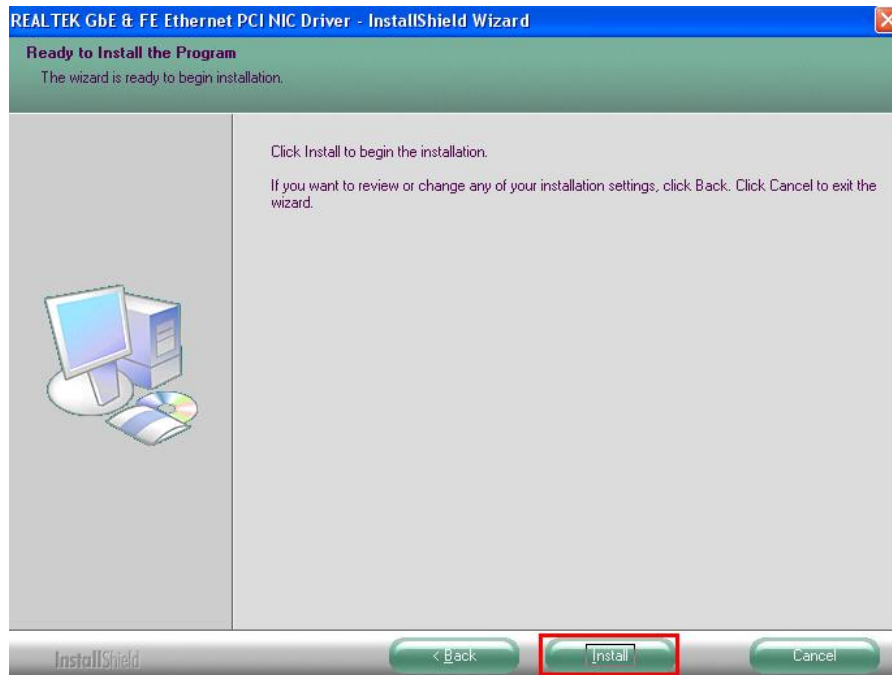 REALTEK GbE & FE Ethernet PCI NIC Driver - InstallShield Wizard
Ready to Install the Program
The wizard is ready to begin installation.
Click Install to begin the installation.
If you want to review or change any of your installation settings, click Back. Click Cancel to exit the
wizard.
InstallShield
< Back
Install
Cancel